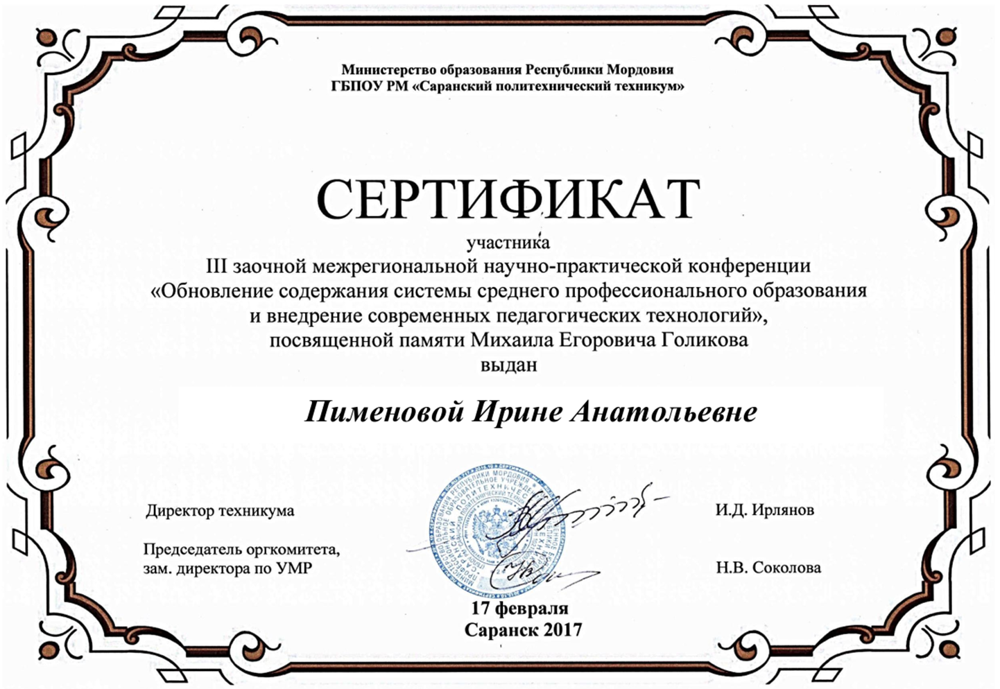 Министерство образования Республики Мордовия
ГБПОУ РМ «Саранский политехнический техникум»
СЕРТИФИКАТ
участника
III заочной межрегиональной научно-практической конференции
«Обновление содержания системы среднего профессионального образования
и внедрение современных педагогических технологий»,
посвященной памяти Михаила Егоровича Голикова
выдан
Пименовой Ирине Анатольевне
Директор техникума
И.Д. Ирлянов
Председатель оргкомитета,
зам. директора по УМР
Н.В. Соколова
17 февраля
Саранск 2017